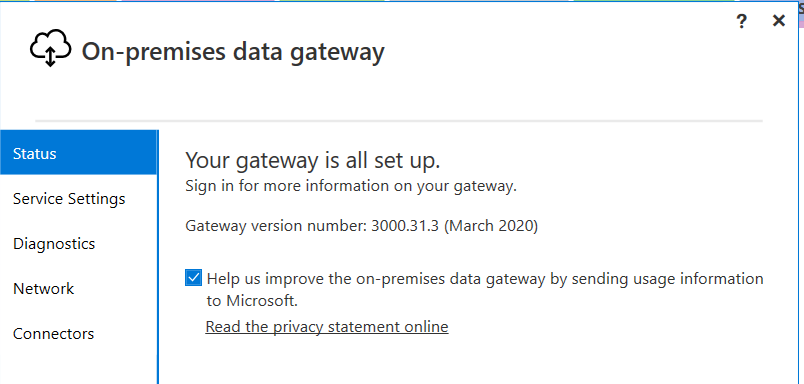 ?
On-premises data gateway
Status
Service Settings
Diagnostics
Network
Connectors
Your gateway is all set up.
Sign in for more information on your gateway.
Gateway version number: 3000.31.3 (March 2020)
Help us improve the on-premises data gateway by sending usage information
to Microsoft.
Read the privacy statement online